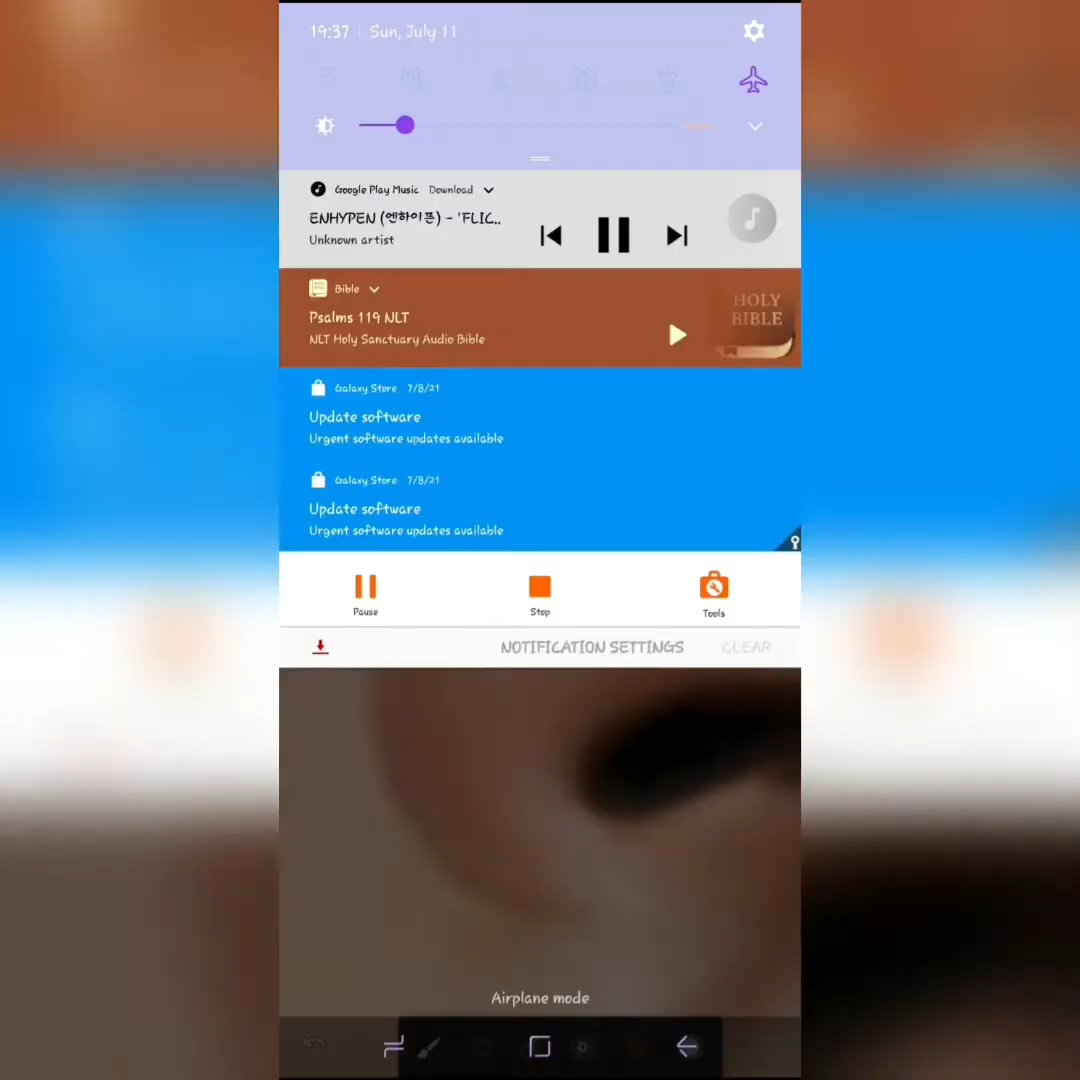 19:37 | Sun, July 11
Google Play Music Download
ENHYPEN (엔하이픈) - 'FLIC..
Unknown artist
Bible
Psalms 119 NLT
NLT Holy Sanctuary Audio Bible
HOLY
BIBLE
Galaxy Store 7/8/21
Update software
Urgent software updates available
Galaxy Store 7/8/21
Update software
Urgent software updates available
Pause
Stop
Tools
NOTIFICATION SETTINGS
CLEAR
Airplane mode